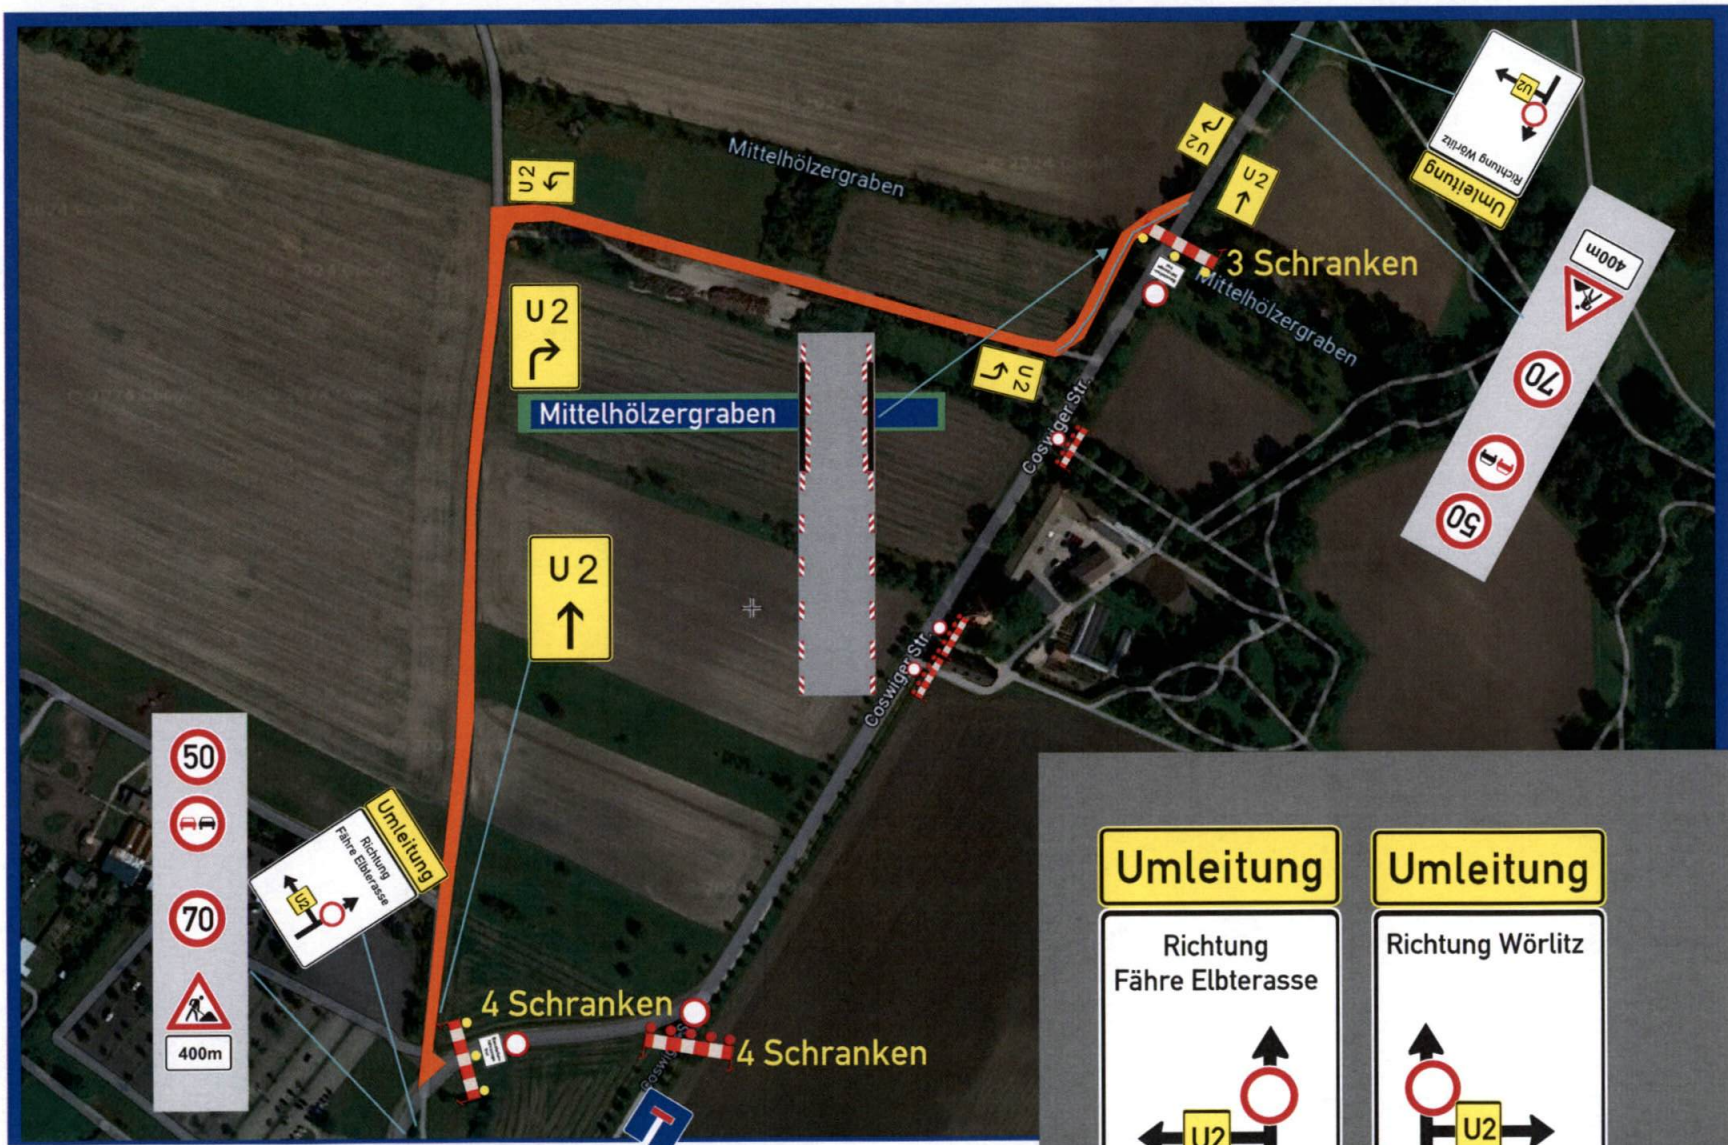 Umleitung
Richtung Wörlitz
U2
Mittelhölzergraben
U2
U2
U2
400m
70
50
3 Schranken
Mittelhölzergraben
U2
U2
Mittelhölzergraben
Coswiger Str.
U2
Coswiger Str.
50
70
400m
Umleitung
Richtung
Fähre Elbterasse
U2
4 Schranken
4 Schranken
Umleitung
Richtung
Fähre Elbterasse
U2
Umleitung
Richtung Wörlitz
U2